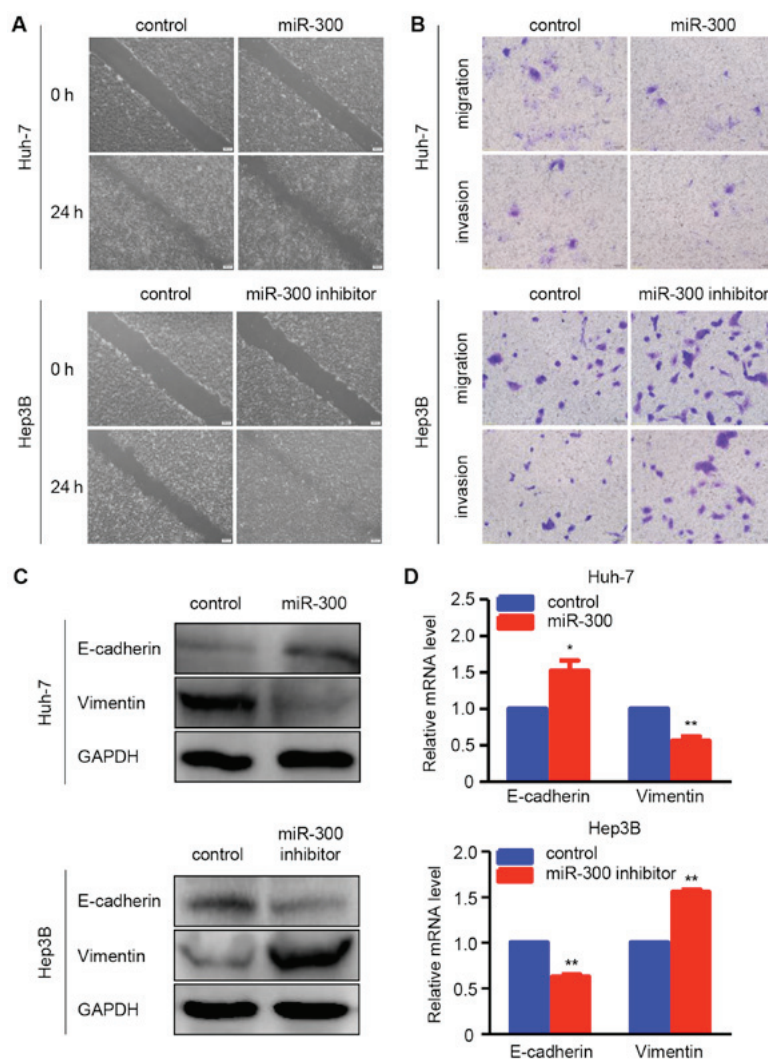 A
control miR-300
Huh-7
0 h
24 h
control miR-300 inhibitor
Hep3B
0 h
24 h
B
control miR-300
Huh-7
migration
invasion
control miR-300 inhibitor
Hep3B
migration
invasion
C
control miR-300
Huh-7
E-cadherin
Vimentin
GAPDH
control miR-300
inhibitor
Hep3B
E-cadherin
Vimentin
GAPDH
D
Huh-7
Relative mRNA level
2.5
2.0
1.5
1.0
0.5
0
control
miR-300
*
**
E-cadherin Vimentin
Hep3B
Relative mRNA level
2.0
1.5
1.0
0.5
0
control
miR-300 inhibitor
**
**
E-cadherin Vimentin